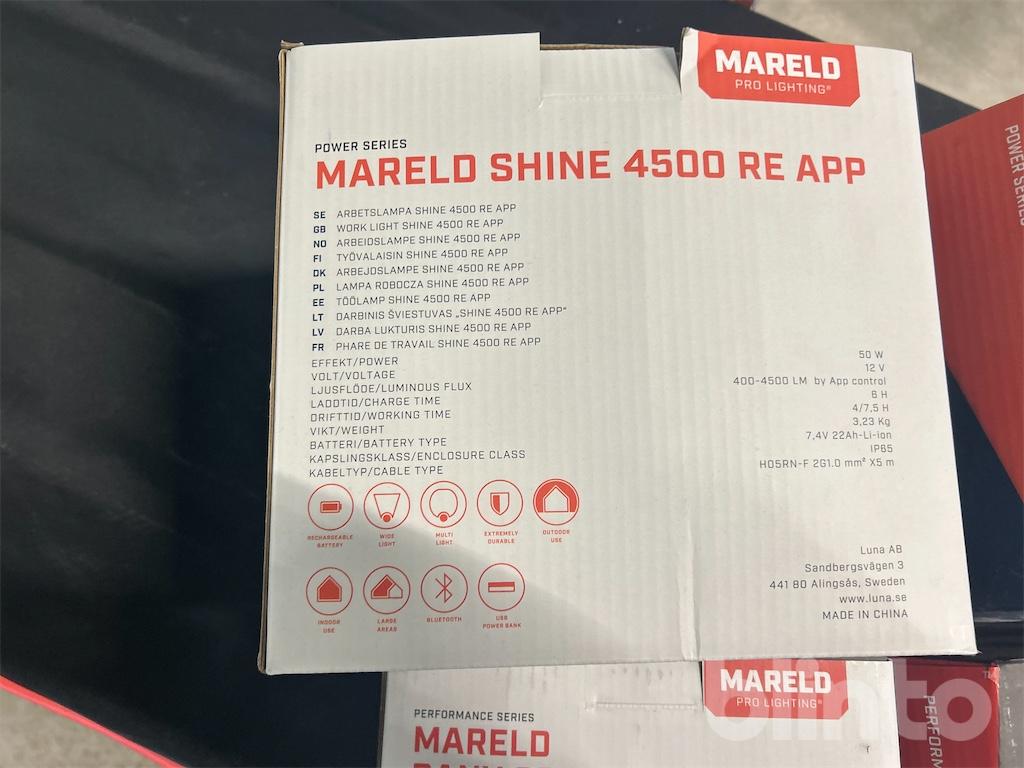 MARELD
PRO LIGHTING®
POWER SERIES
MARELD SHINE 4500 RE APP
SE ARBETSLAMPA SHINE 4500 RE APP
GB WORK LIGHT SHINE 4500 RE APP
NO ARBEIDSLAMPE SHINE 4500 RE APP
FI TYÖVALAISIN SHINE 4500 RE APP
DK ARBEJDSLAMPE SHINE 4500 RE APP
PL LAMPA ROBOCZA SHINE 4500 RE APP
EE TÖÖLAMP SHINE 4500 RE APP
LT DARBINIS ŠVIESTUVAS „SHINE 4500 RE APP"
LV DARBA LUKTURIS SHINE 4500 RE APP
FR PHARE DE TRAVAIL SHINE 4500 RE APP
EFFEKT/POWER 50 W
VOLT/VOLTAGE 12 V
LJUSFLÖDE/LUMINOUS FLUX 400-4500 LM by App control
LADDTID/CHARGE TIME 6 H
DRIFTTID/WORKING TIME 4/7,5 H
VIKT/WEIGHT 3,23 Kg
BATTERI/BATTERY TYPE 7,4V 22Ah-Li-ion
KAPSLINGSKLASS/ENCLOSURE CLASS IP65
KABELTYP/CABLE TYPE H05RN-F 2G1.0 mm² X5 m
RECHARGEABLE BATTERY
WIDE LIGHT
MULTI LIGHT
EXTREMELY DURABLE
OUTDOOR USE
INDOOR USE
LARGE AREAS
BLUETOOTH
USB POWER BANK
Luna AB
Sandbergsvägen 3
441 80 Alingsås, Sweden
www.luna.se
MADE IN CHINA
POWER SERIES
MARELD
PRO LIGHTING®
PERFORMANCE SERIES
MARELD
PERFORM
blinto™